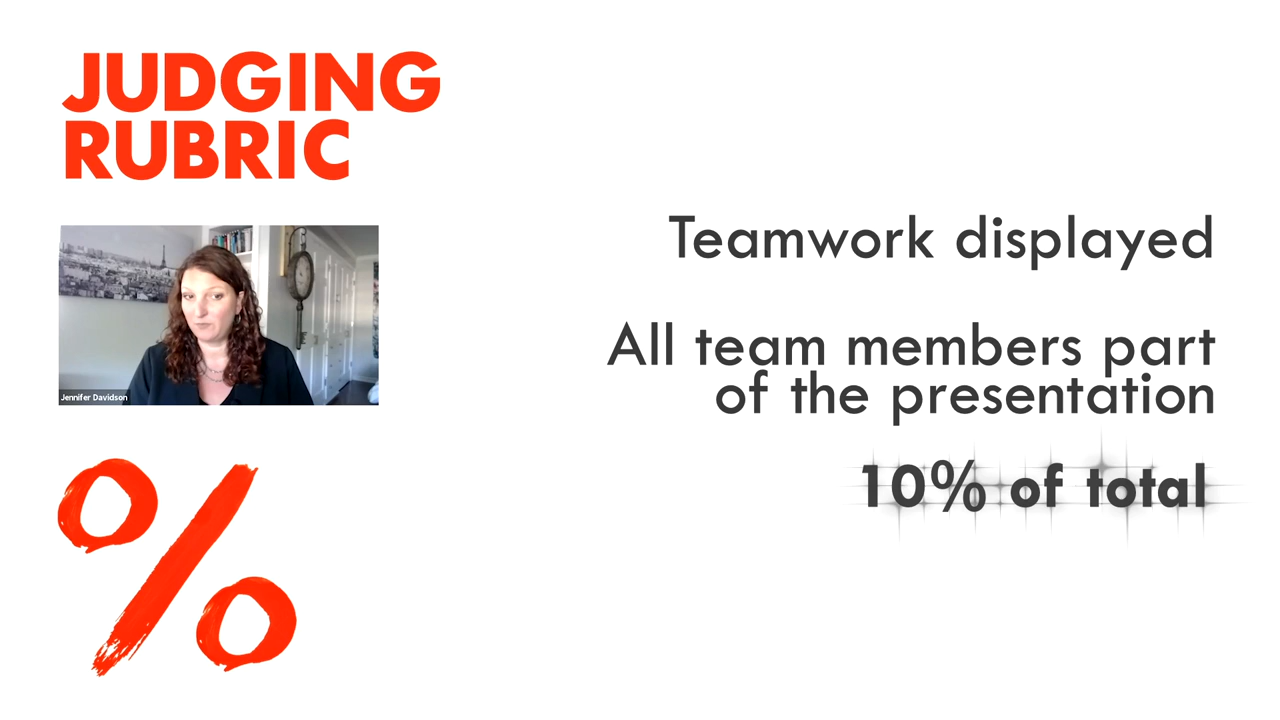 JUDGING
RUBRIC
Teamwork displayed
All team members part
of the presentation
10% of total
Jennifer Davidson
%